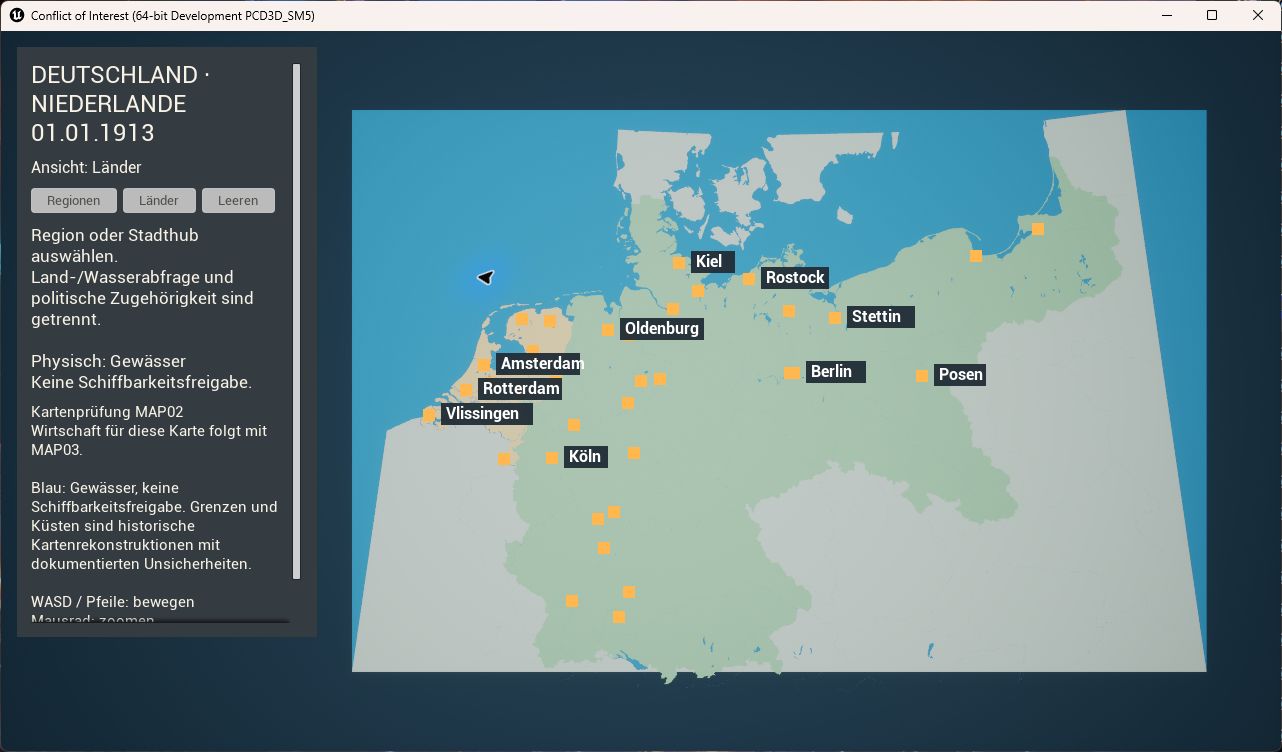 Conflict of Interest (64-bit Development PCD3D_SM5)
DEUTSCHLAND ·
NIEDERLANDE
01.01.1913
Ansicht: Länder
Regionen
Länder
Leeren
Region oder Stadthub
auswählen.
Land-/Wasserabfrage und
politische Zugehörigkeit sind
getrennt.
Physisch: Gewässer
Keine Schiffbarkeitsfreigabe.
Kartenprüfung MAP02
Wirtschaft für diese Karte folgt mit
MAP03.
Blau: Gewässer, keine
Schiffbarkeitsfreigabe. Grenzen und
Küsten sind historische
Kartenrekonstruktionen mit
dokumentierten Unsicherheiten.
WASD / Pfeile: bewegen
Mausrad: zoomen
Kiel
Rostock
Stettin
Oldenburg
Amsterdam
Berlin
Posen
Rotterdam
Vlissingen
Köln